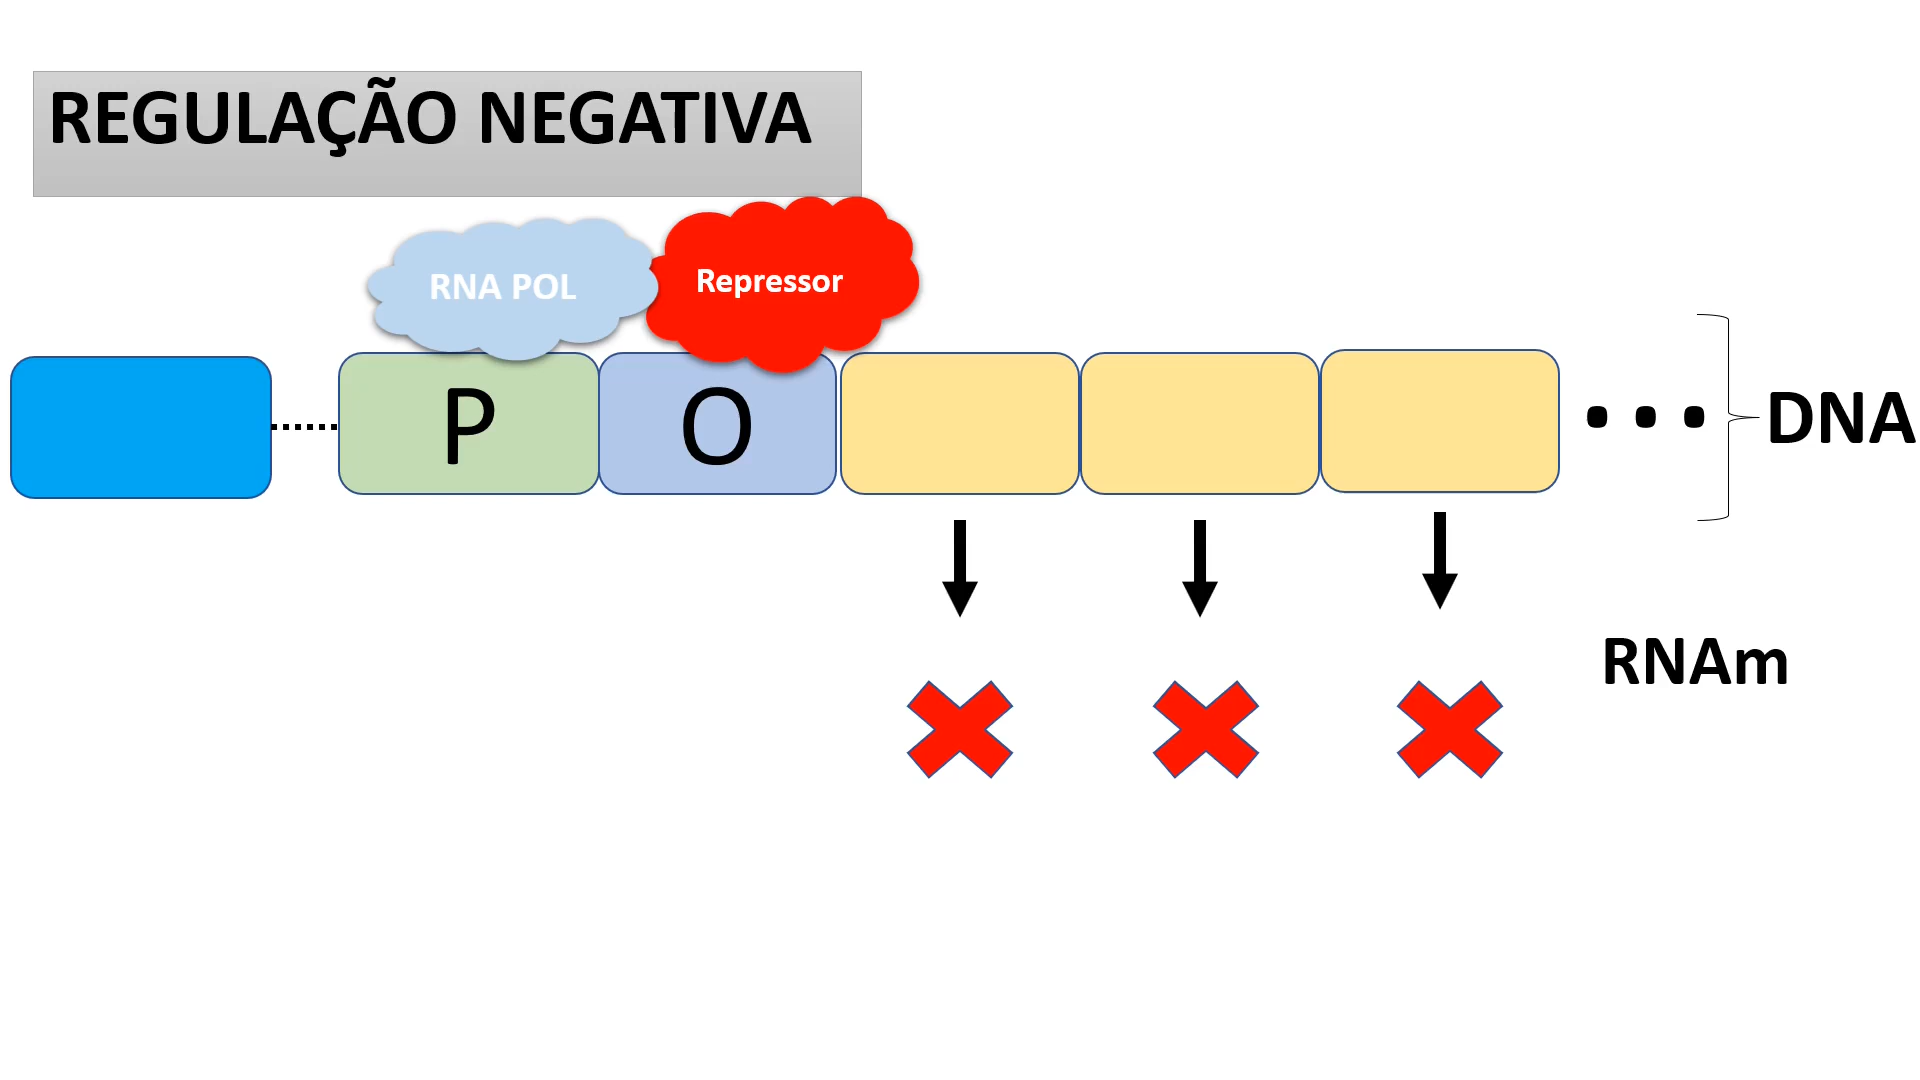 REGULAÇÃO NEGATIVA
RNA POL
Repressor
P
O
...
DNA
RNAm